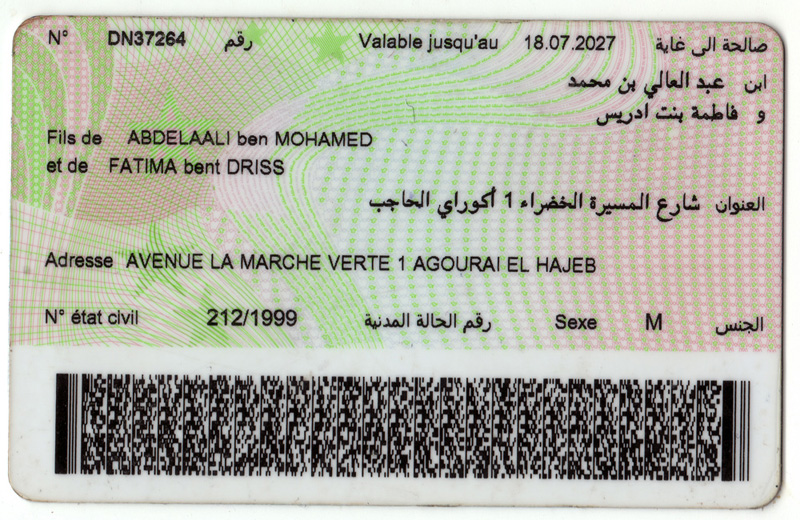 N° DN37264 رقم Valable jusqu'au 18.07.2027 صالحة الى غاية
ابن عبد العالي بن محمد
و فاطمة بنت ادريس
Fils de ABDELAALI ben MOHAMED
et de FATIMA bent DRISS
العنوان شارع المسيرة الخضراء 1 أكوراي الحاجب
Adresse AVENUE LA MARCHE VERTE 1 AGOURAI EL HAJEB
N° état civil 212/1999 رقم الحالة المدنية Sexe M الجنس